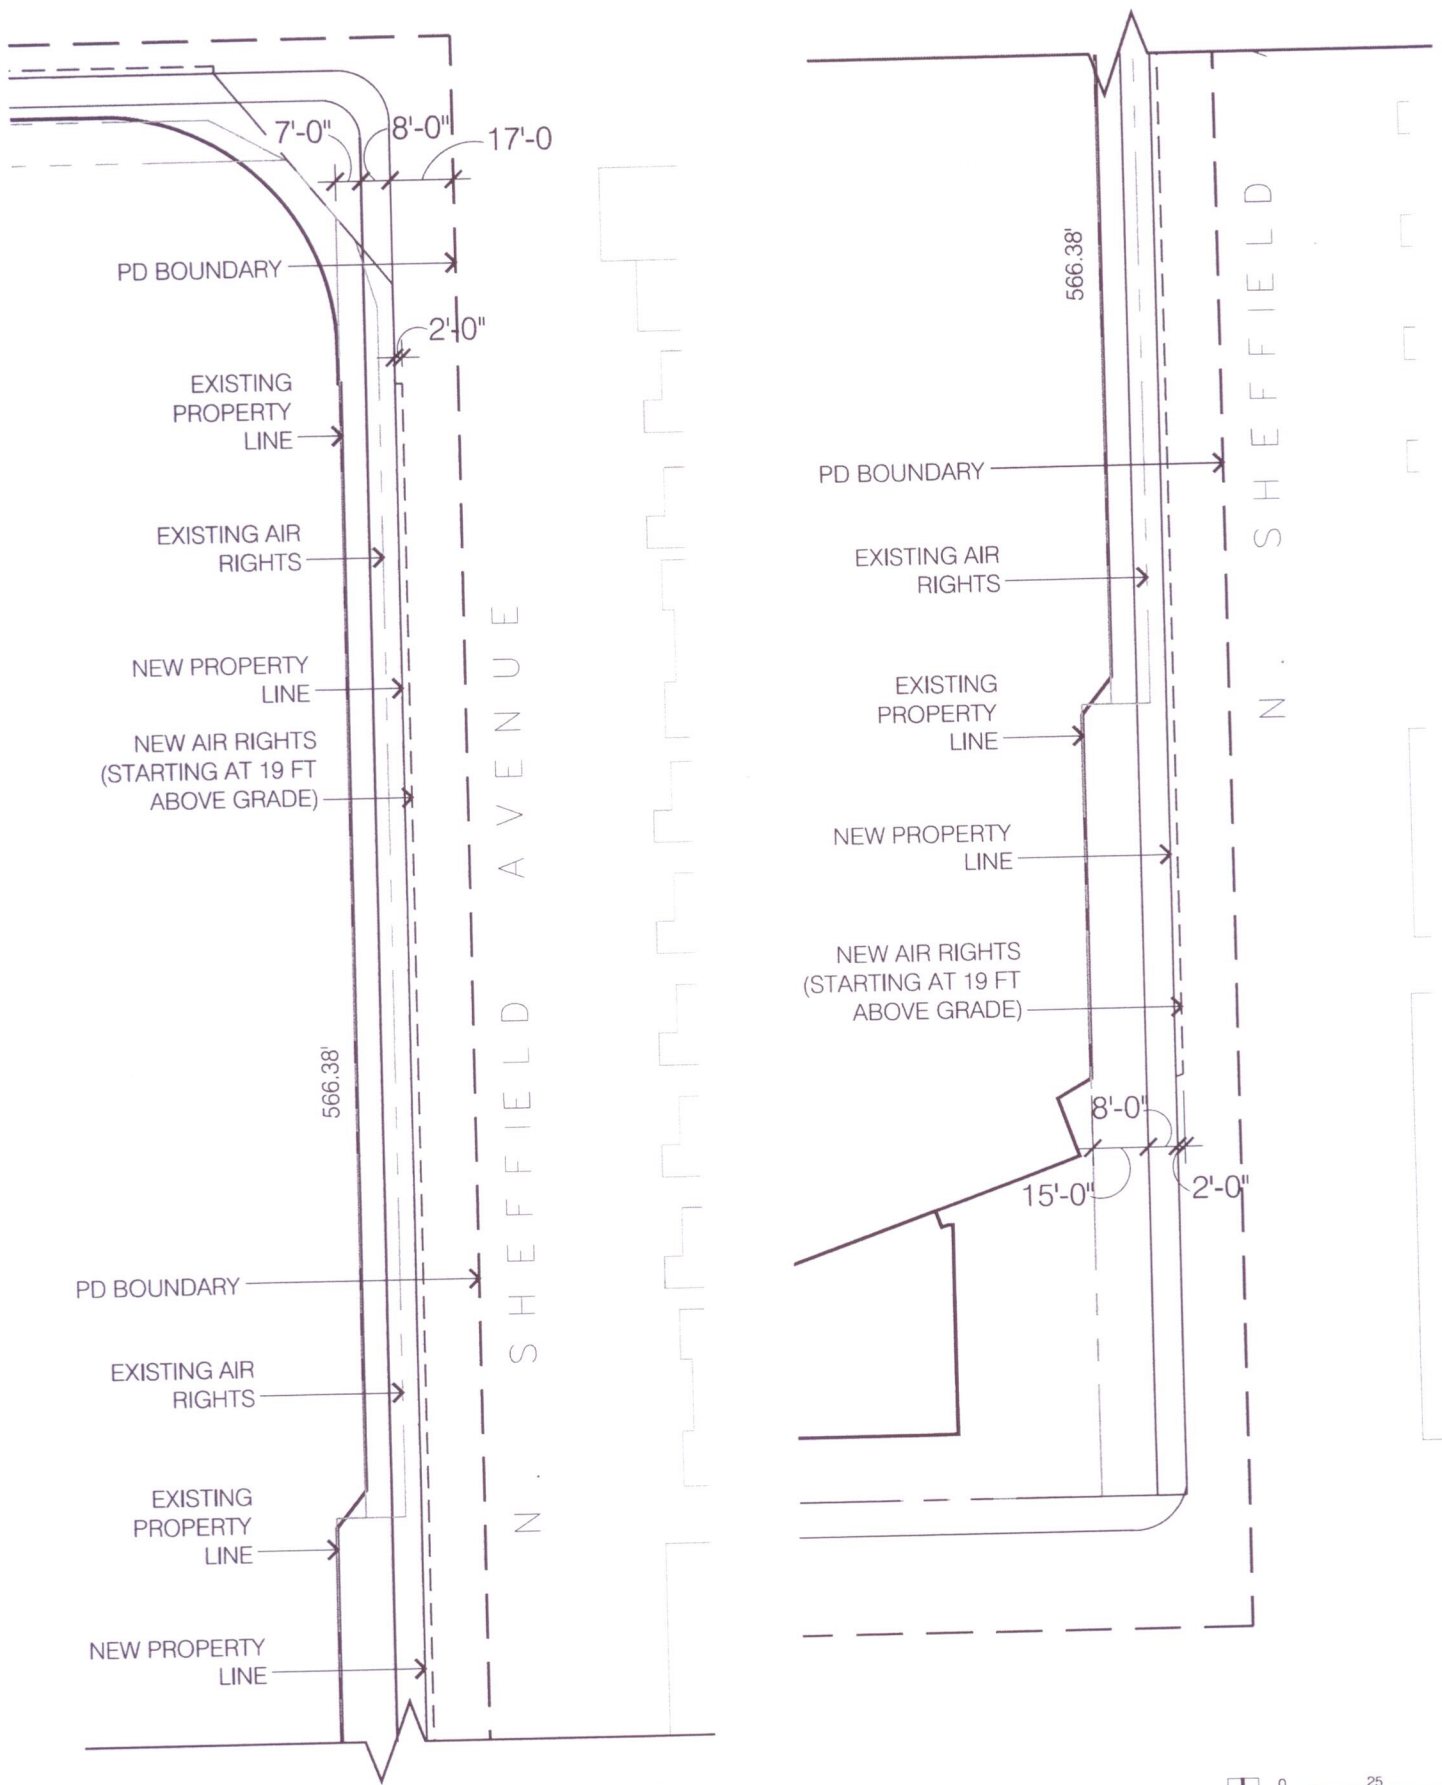 7'-0"
8'-0"
17'-0
PD BOUNDARY
2'-0"
EXISTING
PROPERTY
LINE
EXISTING AIR
RIGHTS
NEW PROPERTY
LINE
NEW AIR RIGHTS
(STARTING AT 19 FT
ABOVE GRADE)
566.38'
PD BOUNDARY
EXISTING AIR
RIGHTS
EXISTING
PROPERTY
LINE
NEW PROPERTY
LINE
N. SHEFFIELD AVENUE
566.38'
N. SHEFFIELD
PD BOUNDARY
EXISTING AIR
RIGHTS
EXISTING
PROPERTY
LINE
NEW PROPERTY
LINE
NEW AIR RIGHTS
(STARTING AT 19 FT
ABOVE GRADE)
8'-0"
15'-0"
2'-0"
0
25